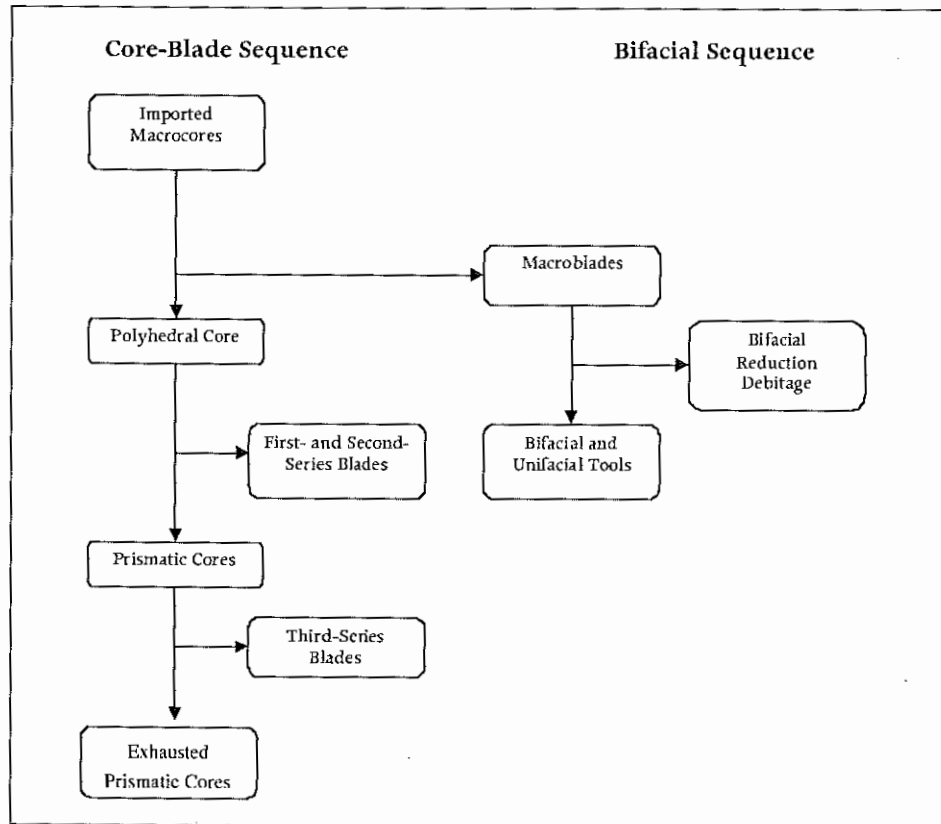 Core-Blade Sequence
Bifacial Sequence
Imported
Macrocores
Macroblades
Polyhedral Core
Bifacial
Reduction
Debitage
First- and Second-
Series Blades
Bifacial and
Unifacial Tools
Prismatic Cores
Third-Series
Blades
Exhausted
Prismatic Cores